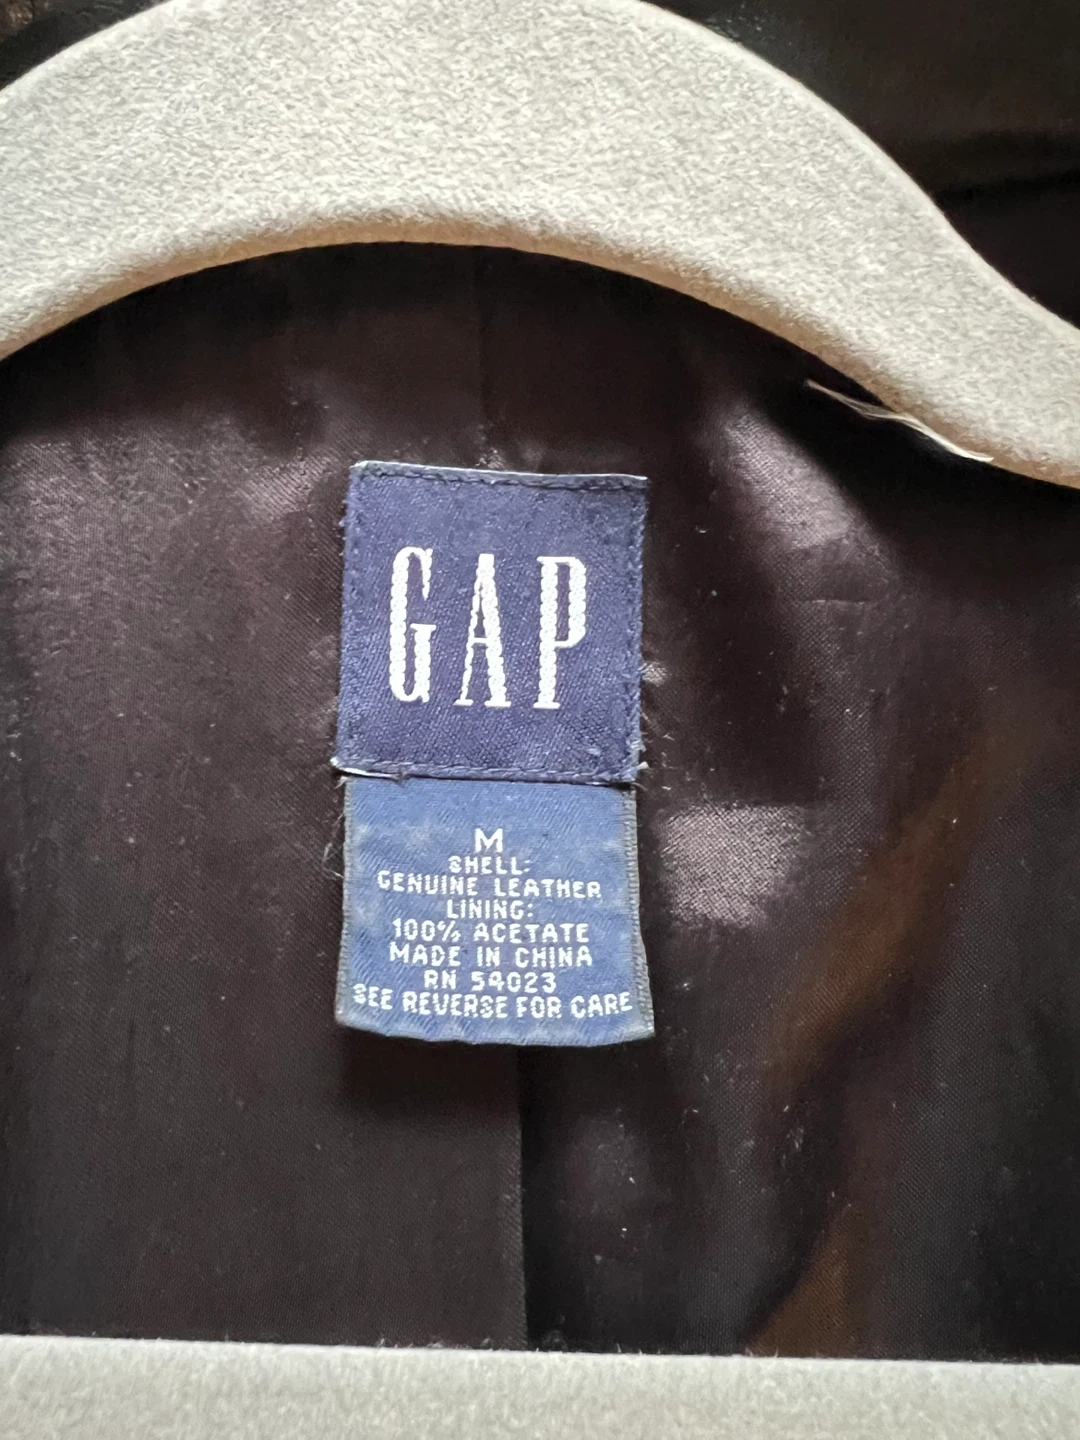 GAP
M
SHELL:
GENUINE LEATHER
LINING:
100% ACETATE
MADE IN CHINA
RN 54023
SEE REVERSE FOR CARE